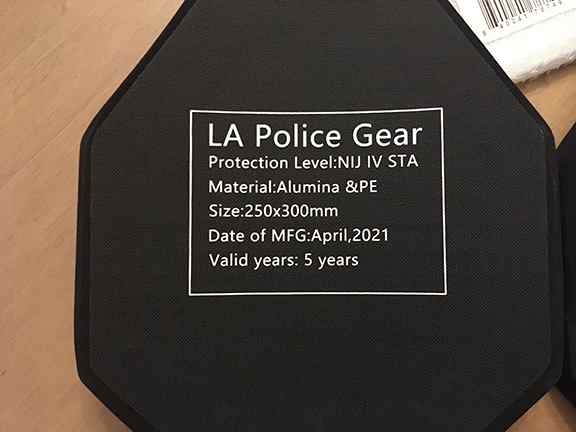 LA Police Gear
Protection Level:NIJ IV STA
Material:Alumina &PE
Size:250x300mm
Date of MFG:April,2021
Valid years: 5 years